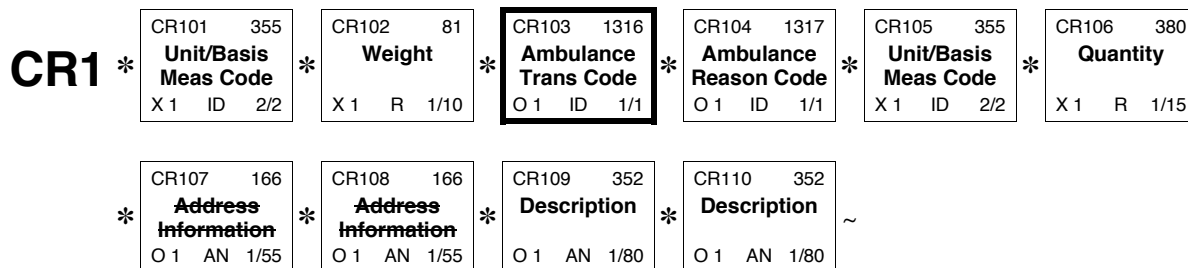 CR101 355 CR102 81 CR103 1316 CR104 1317 CR105 355 CR106 380
CR1 * Unit/Basis * Weight * Ambulance * Ambulance * Unit/Basis * Quantity
Meas Code Trans Code Reason Code Meas Code
X 1 ID 2/2 X 1 R 1/10 O 1 ID 1/1 O 1 ID 1/1 X 1 ID 2/2 X 1 R 1/15
CR107 166 CR108 166 CR109 352 CR110 352
* Address * Address * Description * Description ~
Information Information
O 1 AN 1/55 O 1 AN 1/55 O 1 AN 1/80 O 1 AN 1/80